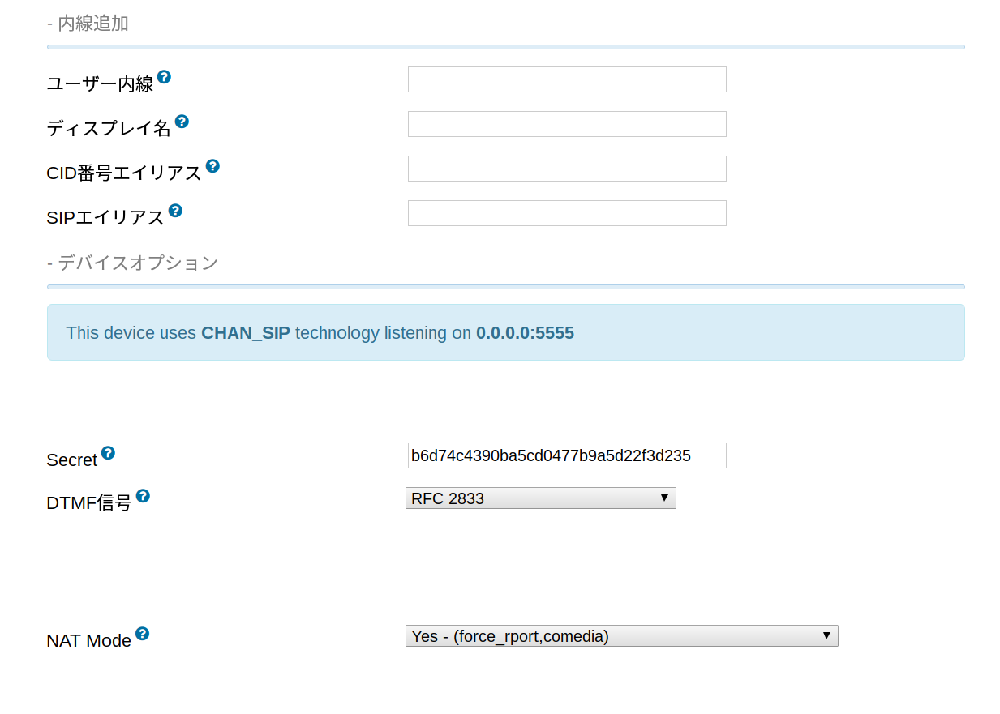 - 内線追加
ユーザー内線 ?
ディスプレイ名 ?
CID番号エイリアス ?
SIPエイリアス ?
- デバイスオプション
This device uses CHAN_SIP technology listening on 0.0.0.0:5555
Secret ? b6d74c4390ba5cd0477b9a5d22f3d235
DTMF信号 ? RFC 2833 ▼
NAT Mode ? Yes - (force_rport,comedia) ▼